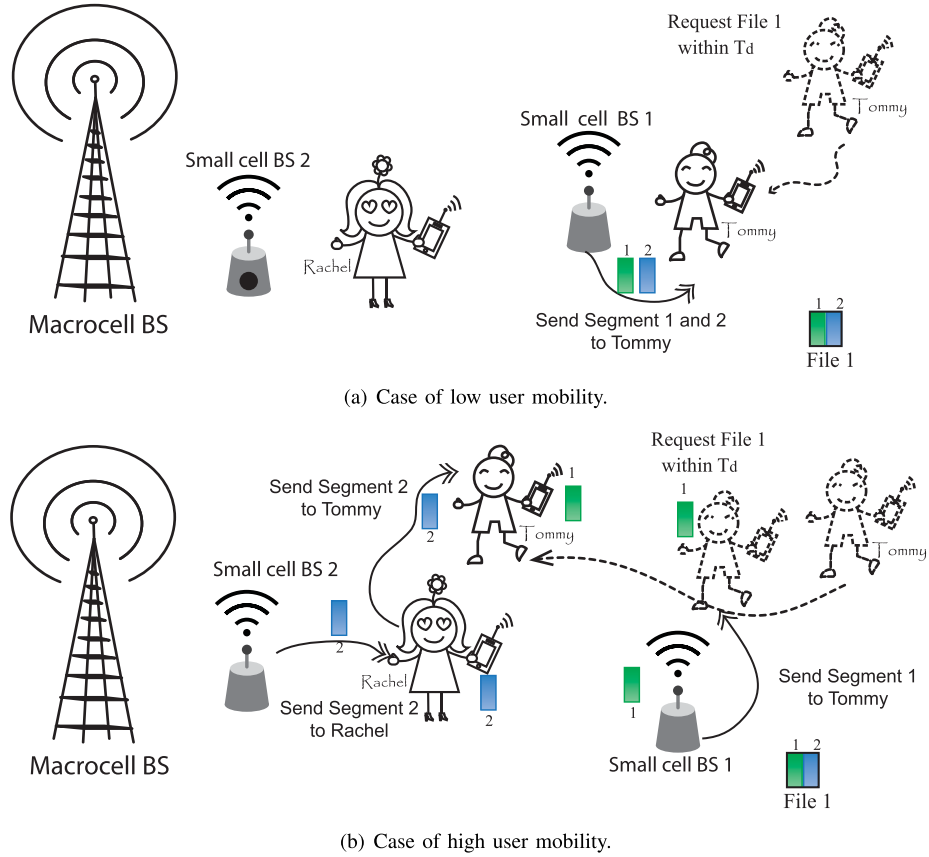 Request File 1
within Td
Tommy
Small cell BS 1
Small cell BS 2
Tommy
Rachel
1 2
Send Segment 1 and 2
to Tommy
Macrocell BS
1 2
File 1
(a) Case of low user mobility.
Request File 1
within Td
Send Segment 2
to Tommy
1
1
2
Tommy
Tommy
Small cell BS 2
2
Rachel
Send Segment 2
to Rachel
2
1
Send Segment 1
to Tommy
Macrocell BS
Small cell BS 1
1 2
File 1
(b) Case of high user mobility.